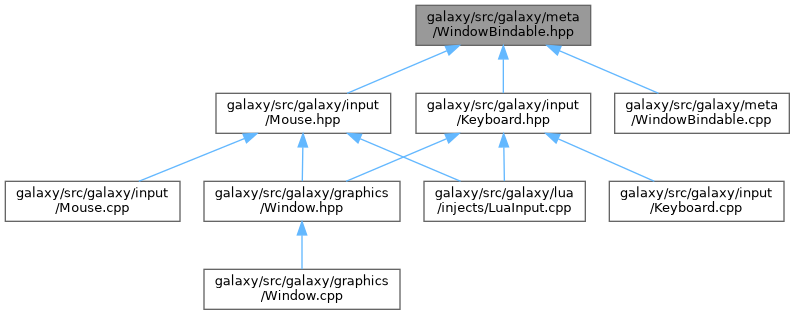 galaxy/src/galaxy/meta
/WindowBindable.hpp
galaxy/src/galaxy/input
/Mouse.hpp
galaxy/src/galaxy/input
/Keyboard.hpp
galaxy/src/galaxy/meta
/WindowBindable.cpp
galaxy/src/galaxy/input
/Mouse.cpp
galaxy/src/galaxy/graphics
/Window.hpp
galaxy/src/galaxy/lua
/injects/LuaInput.cpp
galaxy/src/galaxy/input
/Keyboard.cpp
galaxy/src/galaxy/graphics
/Window.cpp